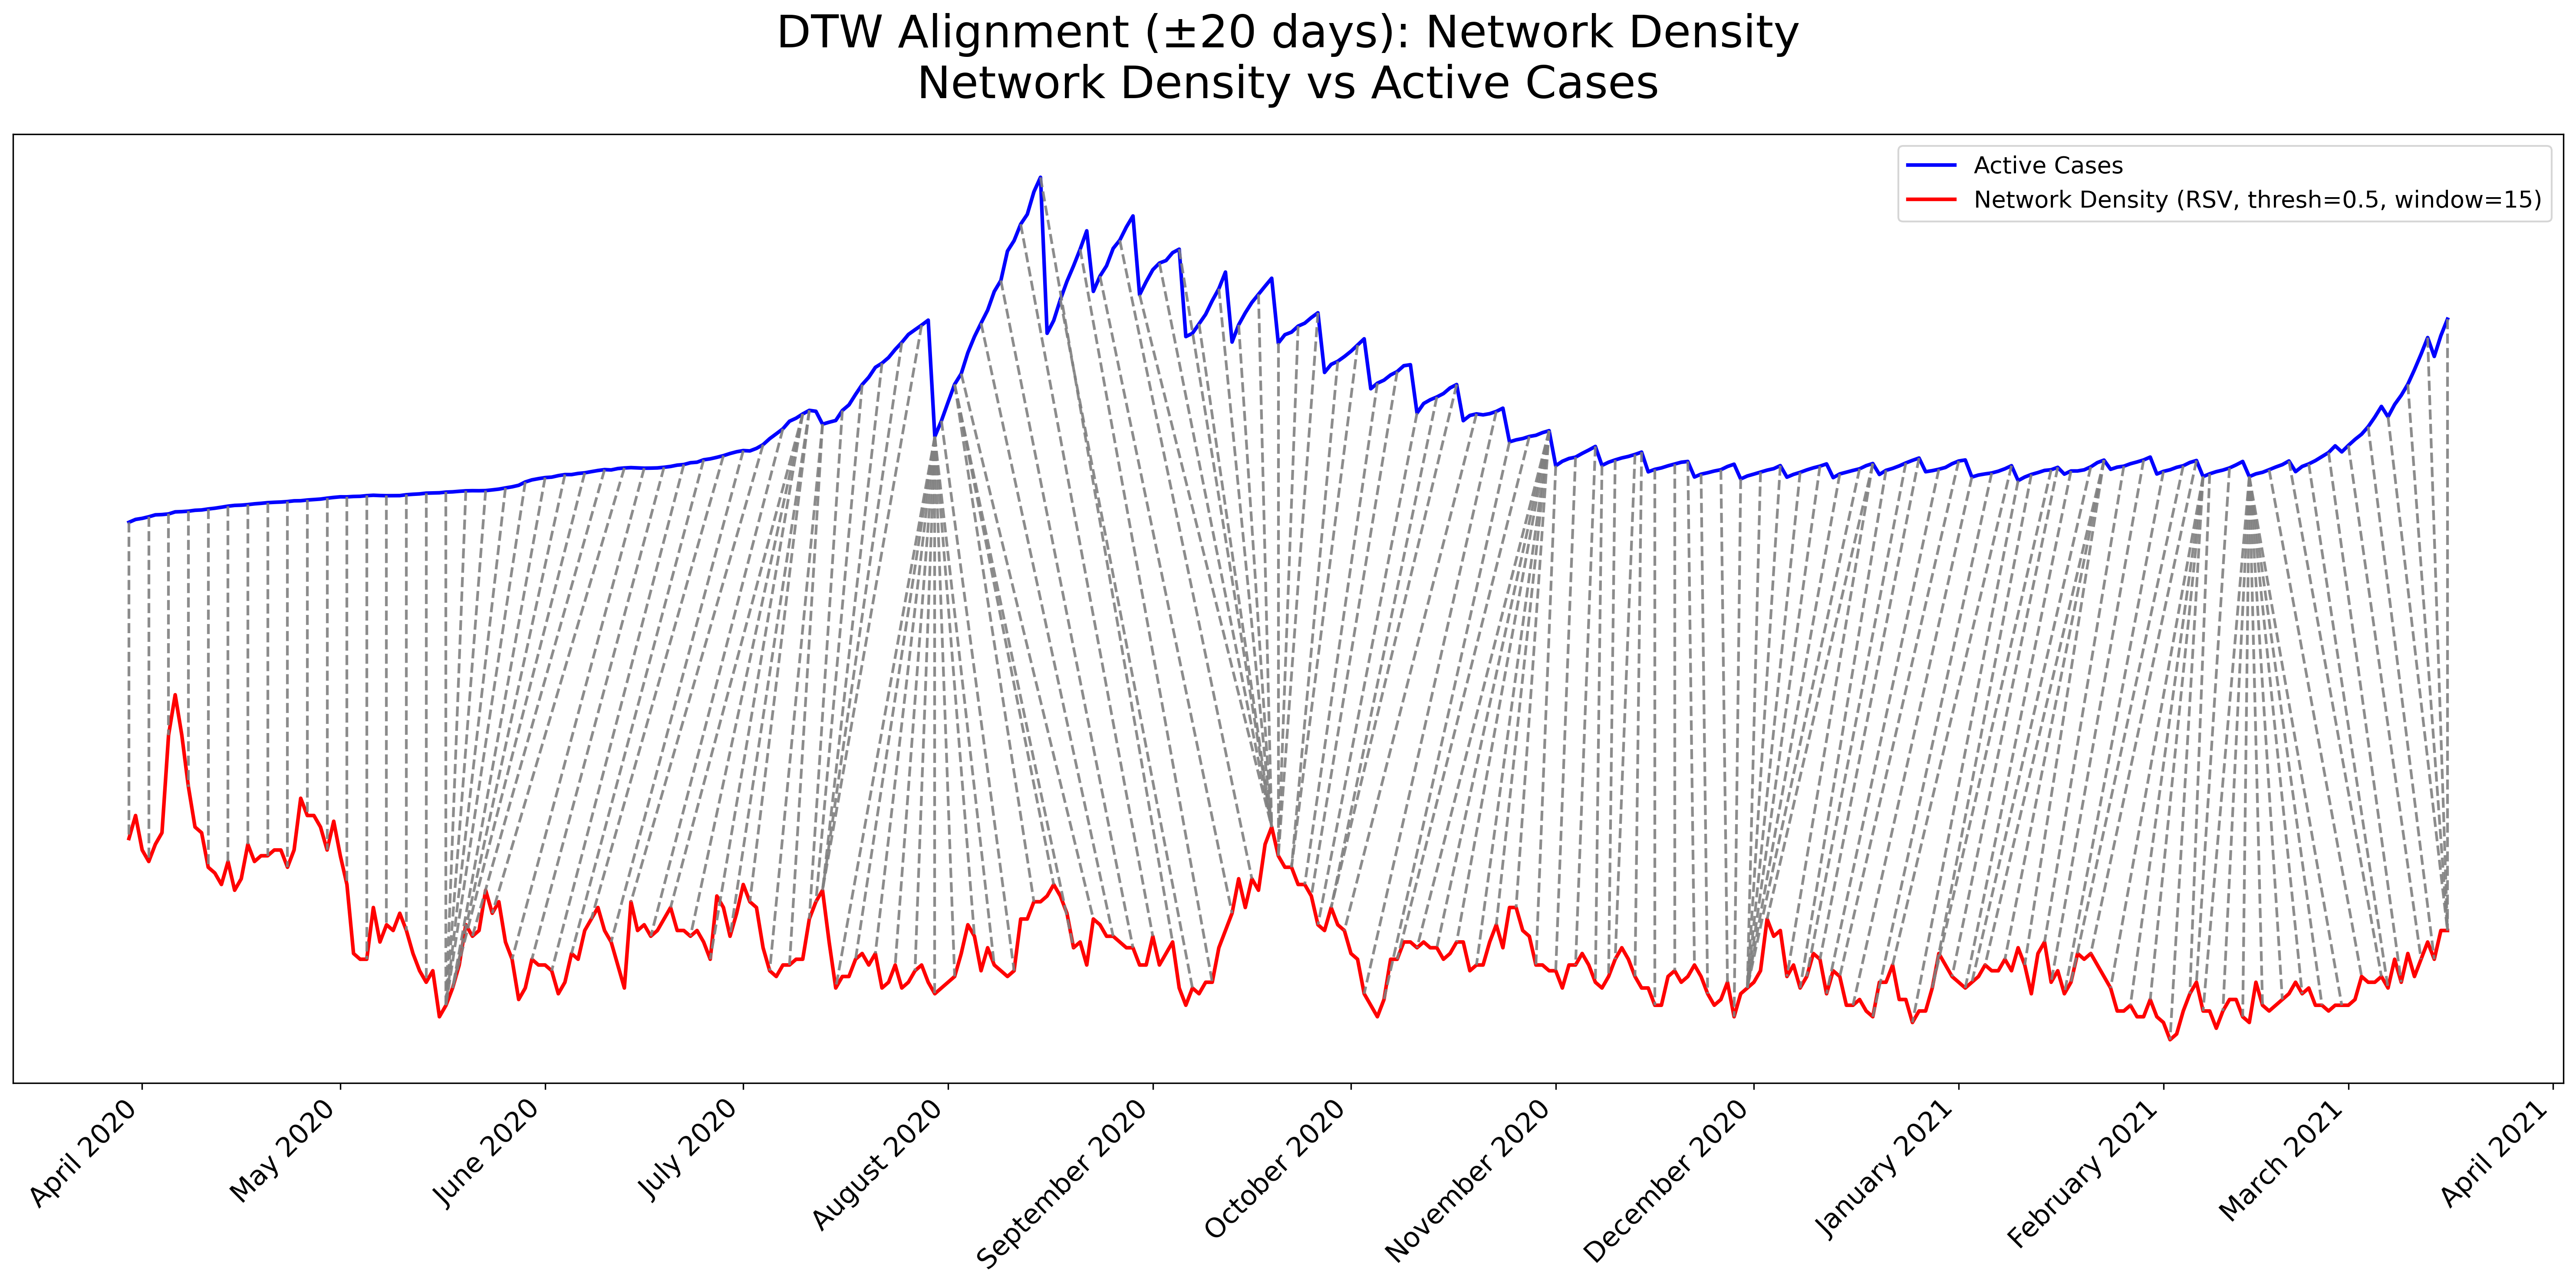 DTW Alignment (±20 days): Network Density
Network Density vs Active Cases
Active Cases
Network Density (RSV, thresh=0.5, window=15)
April 2020
May 2020
June 2020
July 2020
August 2020
September 2020
October 2020
November 2020
December 2020
January 2021
February 2021
March 2021
April 2021